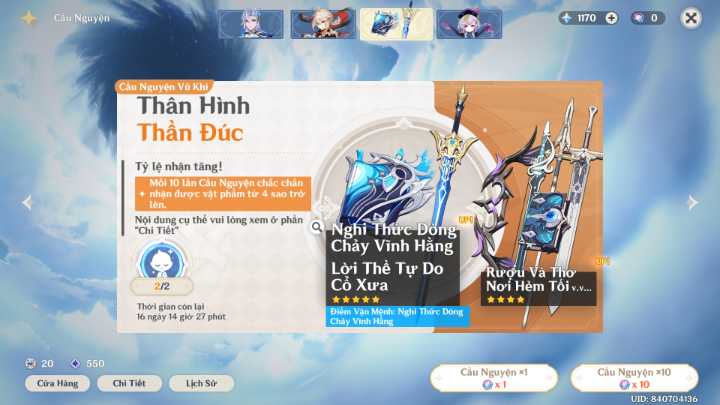 Cầu Nguyện
1170
0
Cầu Nguyện Vũ Khí
Thân Hình
Thần Đúc
Tỷ lệ nhận tăng!
Mỗi 10 lần Cầu Nguyện chắc chắn
nhận được vật phẩm từ 4 sao trở
lên.
Nội dung cụ thể vui lòng xem ở phần
"Chi Tiết"
2/2
Thời gian còn lại
16 ngày 14 giờ 27 phút
UP!
Nghi Thức Dòng
Chảy Vĩnh Hằng
Lời Thề Tự Do
Cổ Xưa
Điểm Vận Mệnh: Nghi Thức Dòng
Chảy Vĩnh Hằng
UP!
Rượu Và Thơ
Nơi Hẻm Tối v.v...
20
550
Cửa Hàng
Chi Tiết
Lịch Sử
Cầu Nguyện ×1
x 1
Cầu Nguyện ×10
x 10
UID: 840704136